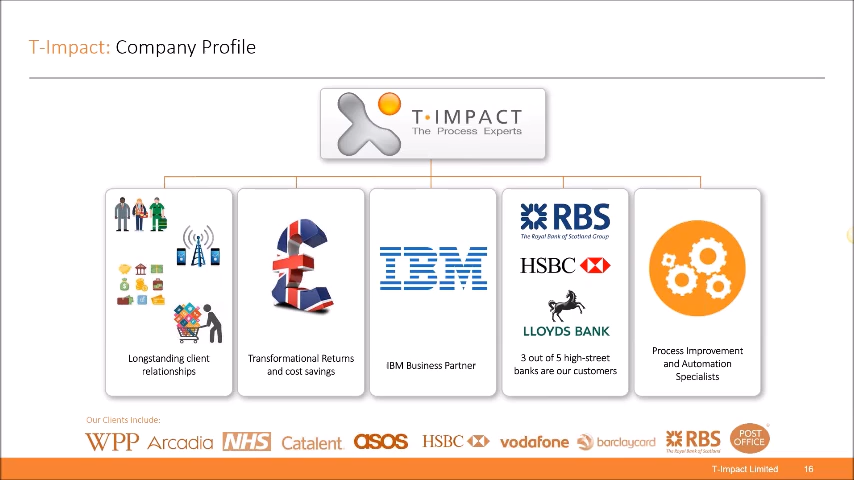 T-Impact: Company Profile
T•IMPACT
The Process Experts
RBS
The Royal Bank of Scotland Group
IBM
HSBC
LLOYDS BANK
Longstanding client
relationships
Transformational Returns
and cost savings
IBM Business Partner
3 out of 5 high-street
banks are our customers
Process Improvement
and Automation
Specialists
Our Clients Include:
WPP Arcadia NHS Catalent asos HSBC vodafone barclaycard RBS POST OFFICE
The Royal Bank of Scotland
T-Impact Limited 16